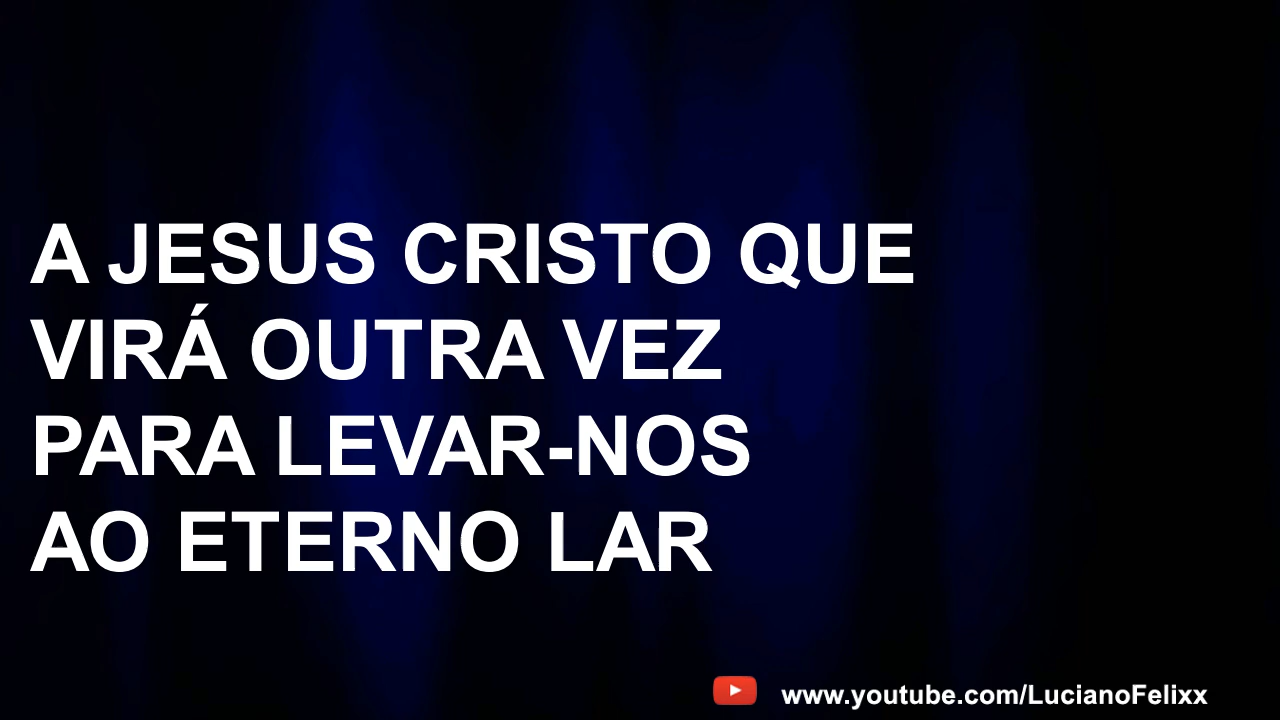 A JESUS CRISTO QUE
VIRÁ OUTRA VEZ
PARA LEVAR-NOS
AO ETERNO LAR
www.youtube.com/LucianoFelixx